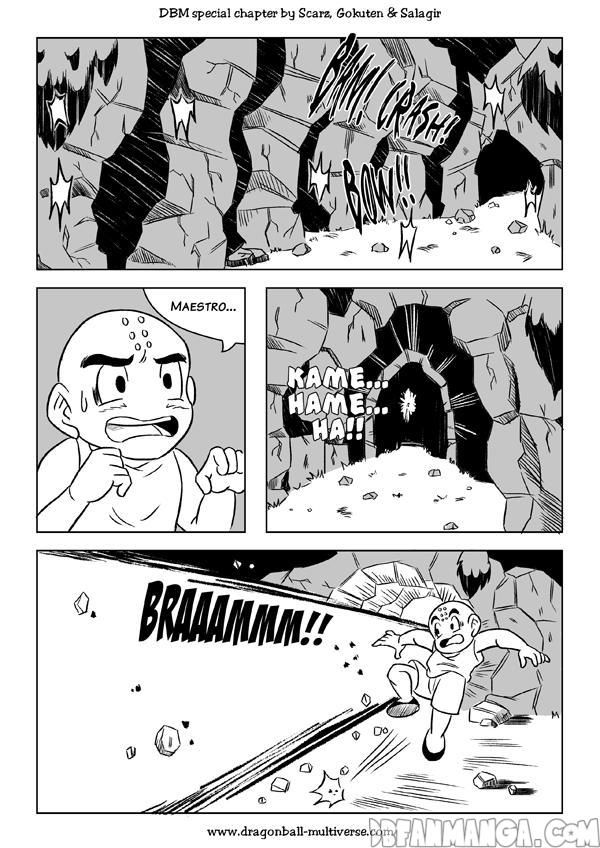 DBM special chapter by Scarz, Gokuten & Salagir
BAM! CRASH!
BOW!!
MAESTRO...
KAME...
HAME...
HA!!
BRAAAMMM!!
M
www.dragonball-multiverse.com
DBFANMANGA.COM